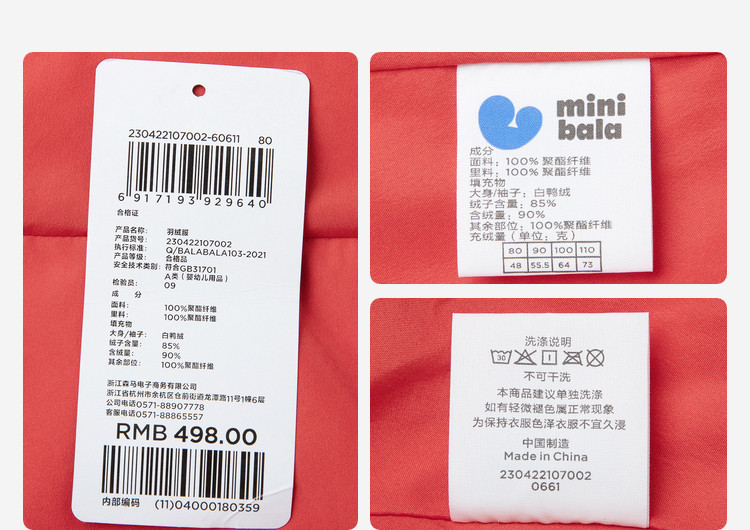 230422107002-60611 80
6 917193 929640
合格证
产品名称: 羽绒服
产品货号: 230422107002
执行标准: Q/BALABALA103-2021
产品等级: 合格品
安全技术类别: 符合GB31701
A类（婴幼儿用品）
检验员: 09
成 分
面料: 100%聚酯纤维
里料: 100%聚酯纤维
填充物
大身/袖子: 白鸭绒
绒子含量: 85%
含绒量: 90%
其余部位: 100%聚酯纤维
浙江森马电子商务有限公司
浙江省杭州市余杭区仓前街道龙潭路11号1幢6层
公司电话0571-88907778
客服电话0571-88865557
RMB 498.00
内部编码 (11)04000180359
mini
bala
成分
面料: 100% 聚酯纤维
里料: 100% 聚酯纤维
填充物
大身/袖子: 白鸭绒
绒子含量: 85%
含绒量: 90%
其余部位: 100%聚酯纤维
充绒量（单位: 克）
80 90 100 110
48 55.5 64 73
洗涤说明
30
不可干洗
本商品建议单独洗涤
如有轻微褪色属正常现象
为保持衣服色泽衣服不宜久浸
中国制造
Made in China
230422107002
0661